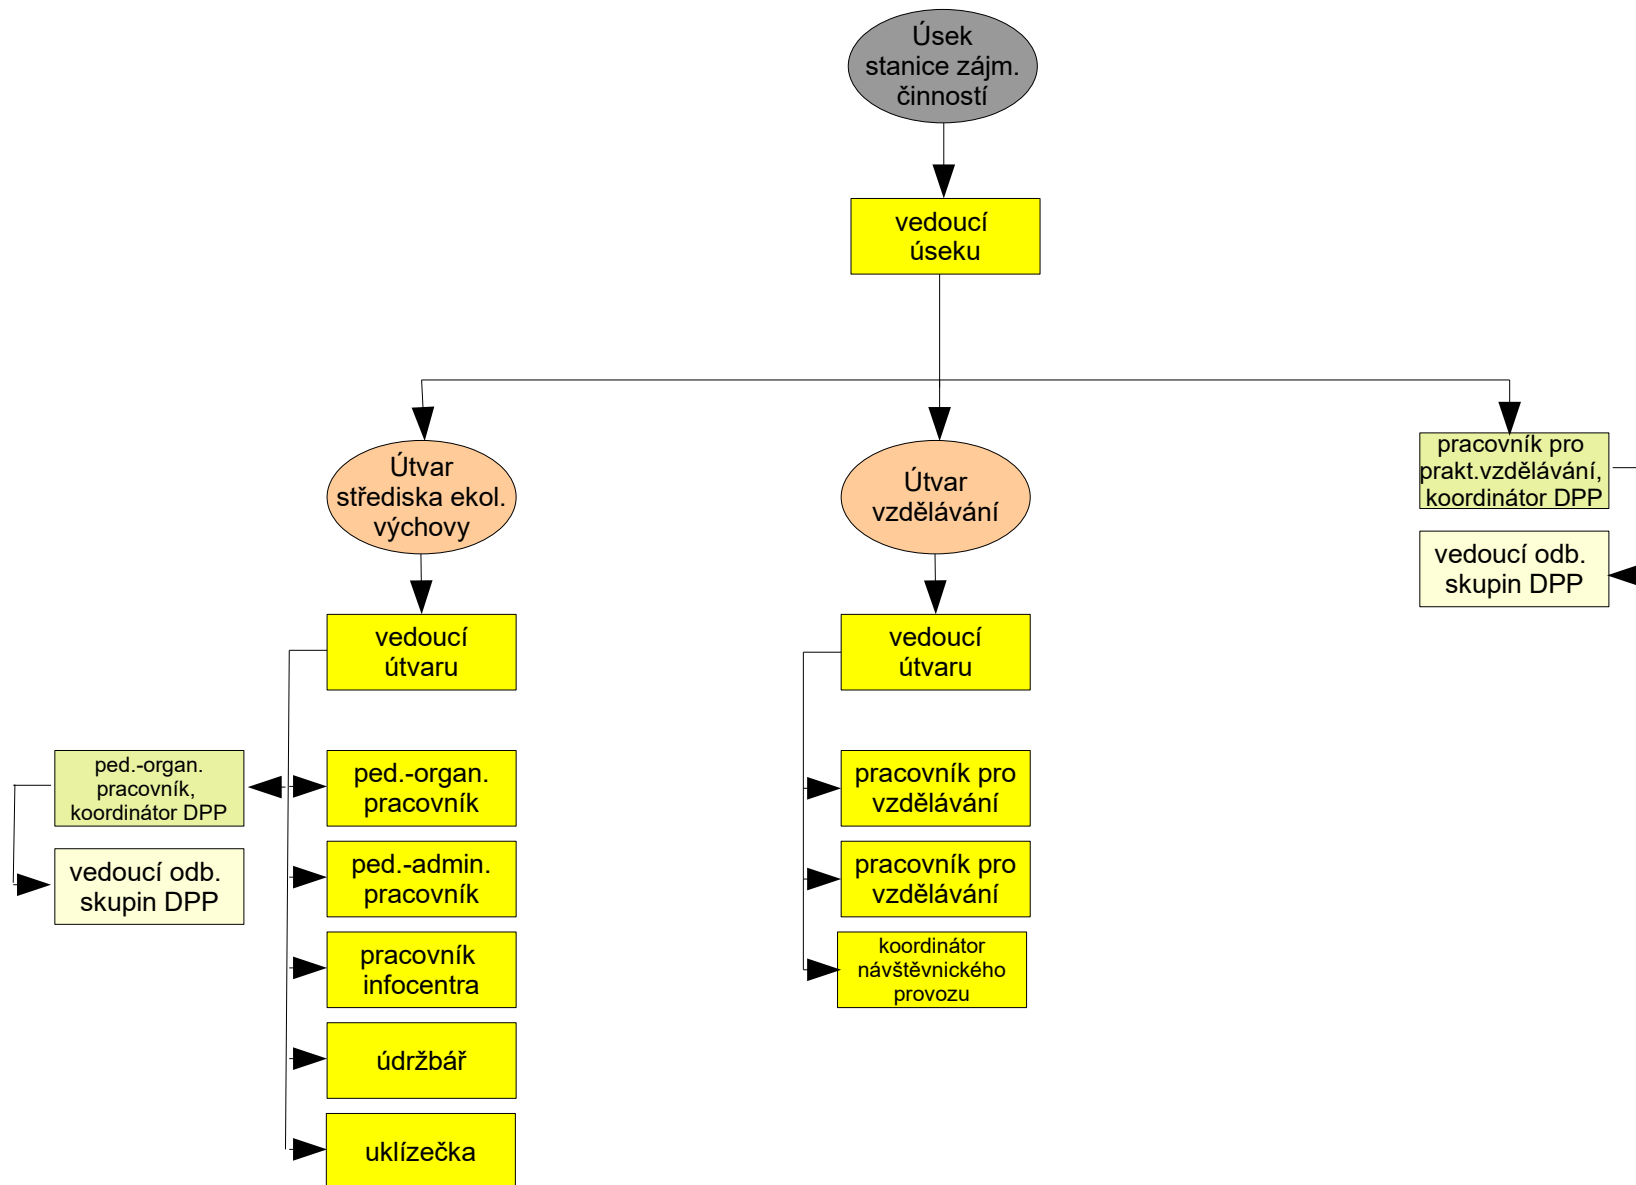 Úsek
stanice zájm.
činností
vedoucí
úseku
Útvar
střediska ekol.
výchovy
Útvar
vzdělávání
pracovník pro
prakt.vzdělávání,
koordinátor DPP
vedoucí odb.
skupin DPP
vedoucí
útvaru
vedoucí
útvaru
ped.-organ.
pracovník,
koordinátor DPP
ped.-organ.
pracovník
pracovník pro
vzdělávání
vedoucí odb.
skupin DPP
ped.-admin.
pracovník
pracovník pro
vzdělávání
pracovník
infocentra
koordinátor
návštěvnického
provozu
údržbář
uklízečka